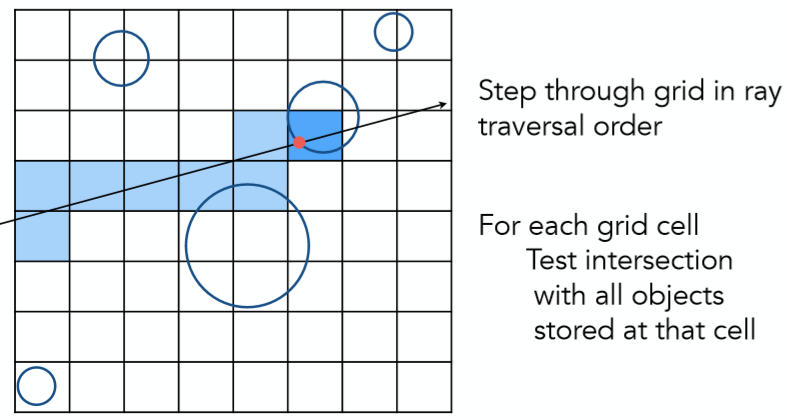 Step through grid in ray
traversal order
For each grid cell
Test intersection
with all objects
stored at that cell